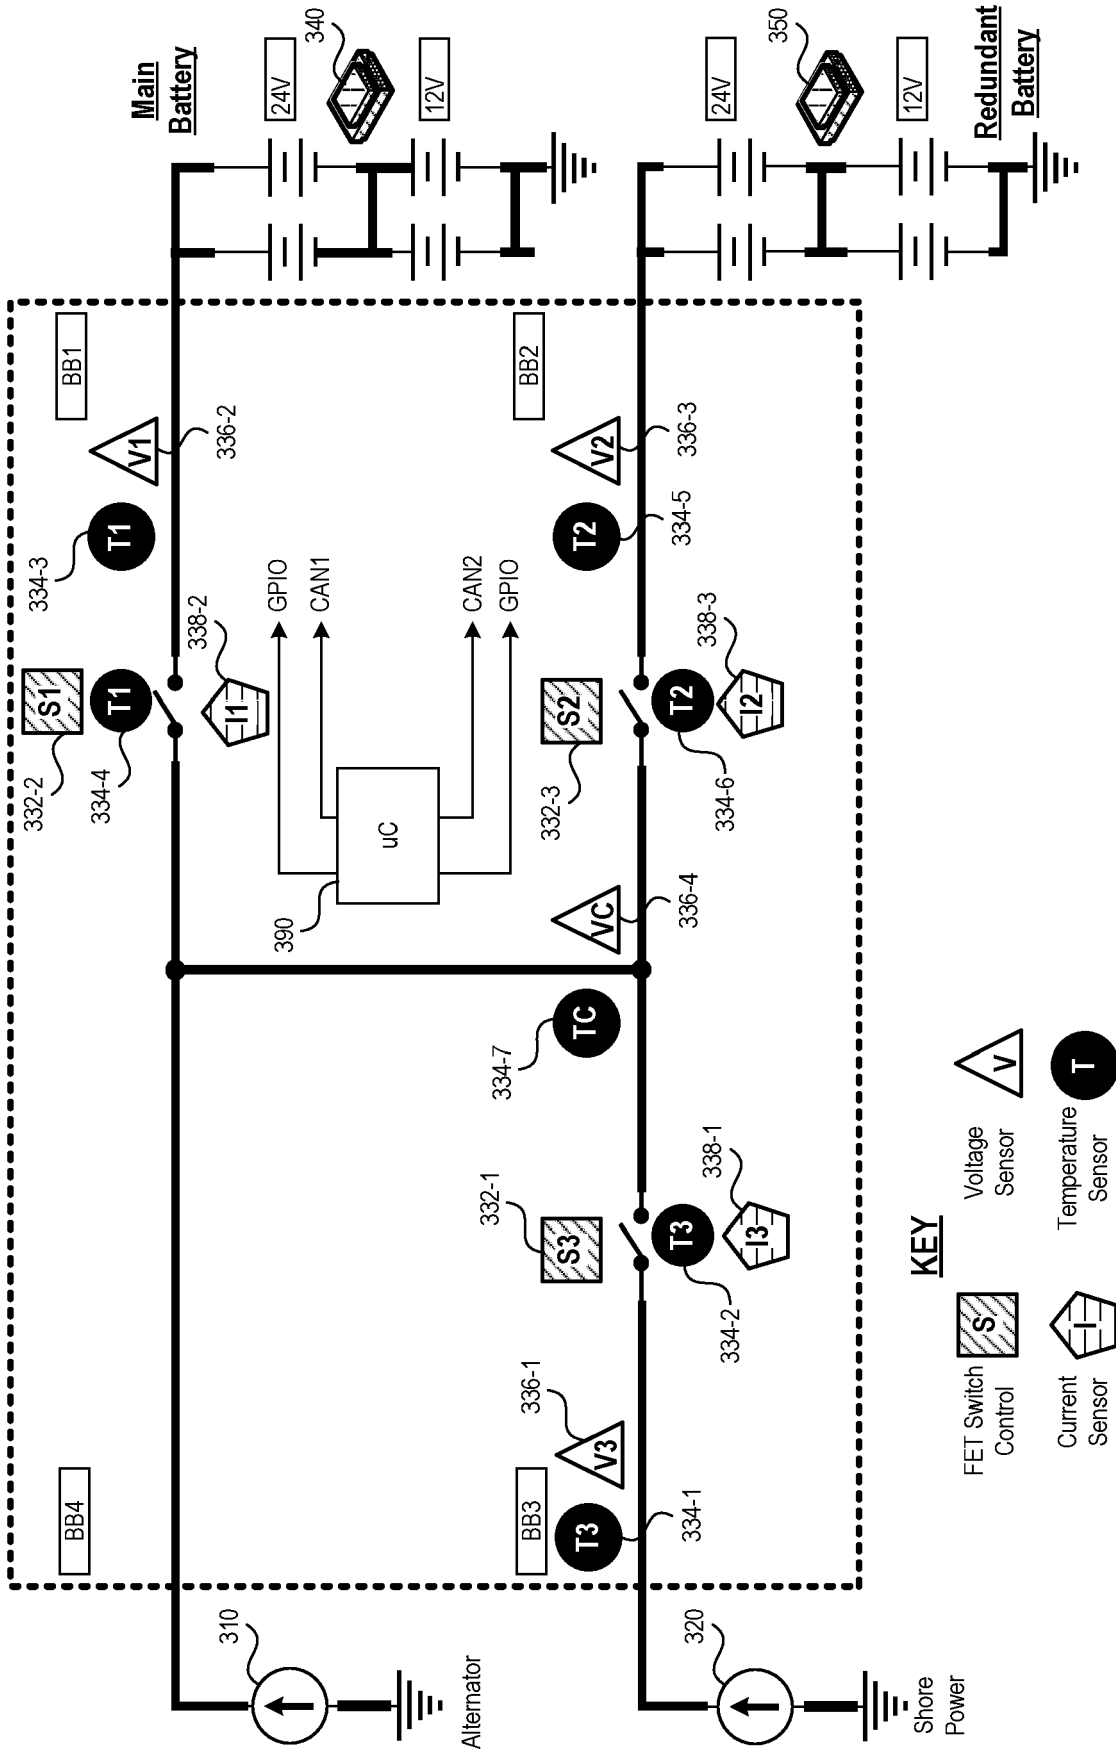 Main
Battery
24V
340
12V
BB1
V1
336-2
T1
334-3
S1
332-2
T1
334-4
I1
338-2
GPIO
CAN1
CAN2
GPIO
uC
390
BB4
310
Alternator
Redundant
Battery
24V
350
12V
BB2
V2
336-3
T2
334-5
S2
332-3
T2
334-6
I2
338-3
VC
336-4
TC
334-7
S3
332-1
T3
334-2
I3
338-1
BB3
V3
336-1
T3
334-1
320
Shore
Power
KEY
S
FET Switch
Control
V
Voltage
Sensor
I
Current
Sensor
T
Temperature
Sensor